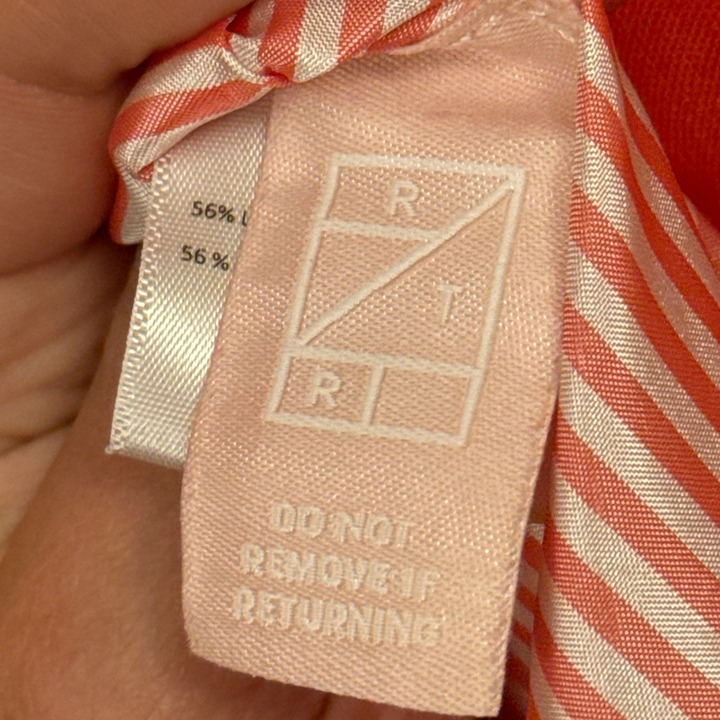 R
T
R
DO NOT
REMOVE IF
RETURNING
56% L
56%